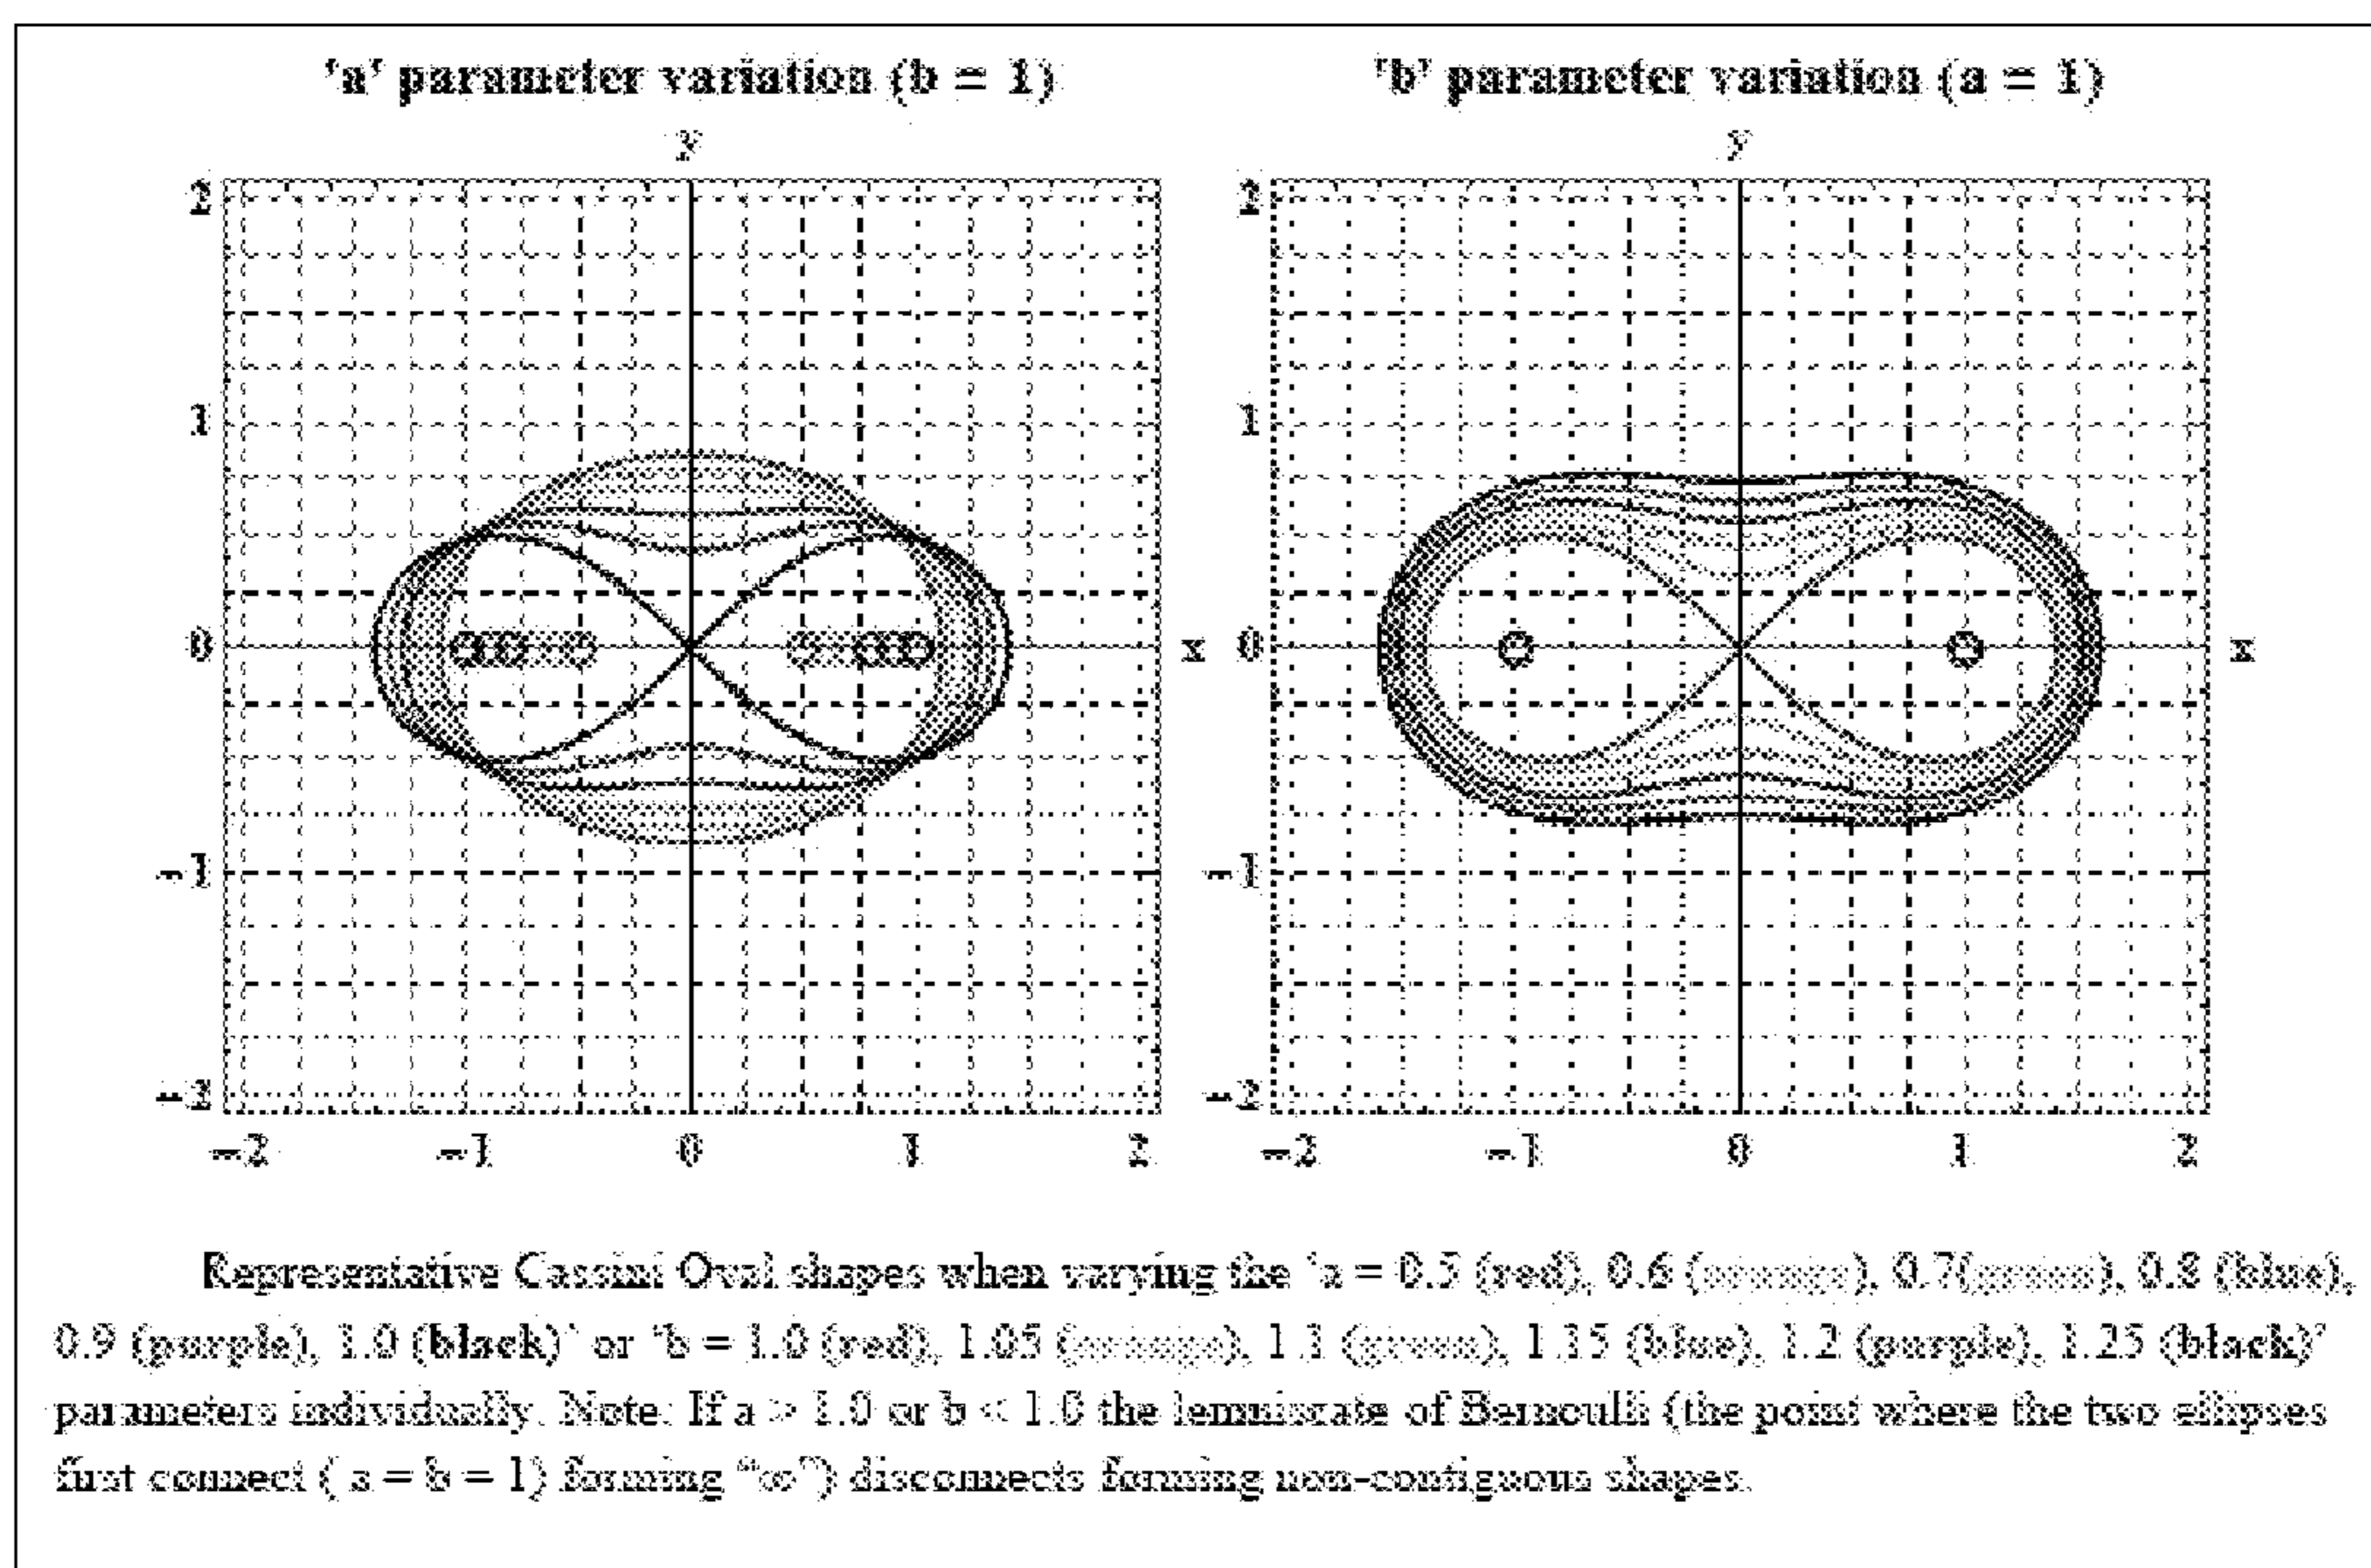 'a' parameter variation (b = 1)
'b' parameter variation (a = 1)
y
y
2
1
0
-1
-2
-2 -1 0 1 2
x
2
1
0
-1
-2
-2 -1 0 1 2
x
Representative Cassini Oval shapes when varying the 'a = 0.5 (red), 0.6 (orange), 0.7(green), 0.8 (blue),
0.9 (purple), 1.0 (black)' or 'b = 1.0 (red), 1.05 (orange), 1.1 (green), 1.15 (blue), 1.2 (purple), 1.25 (black)'
parameters individually. Note: If a > 1.0 or b < 1.0 the lemniscate of Bernoulli (the point where the two ellipses
first connect ( a = b = 1) forming "∞") disconnects forming non-contiguous shapes.